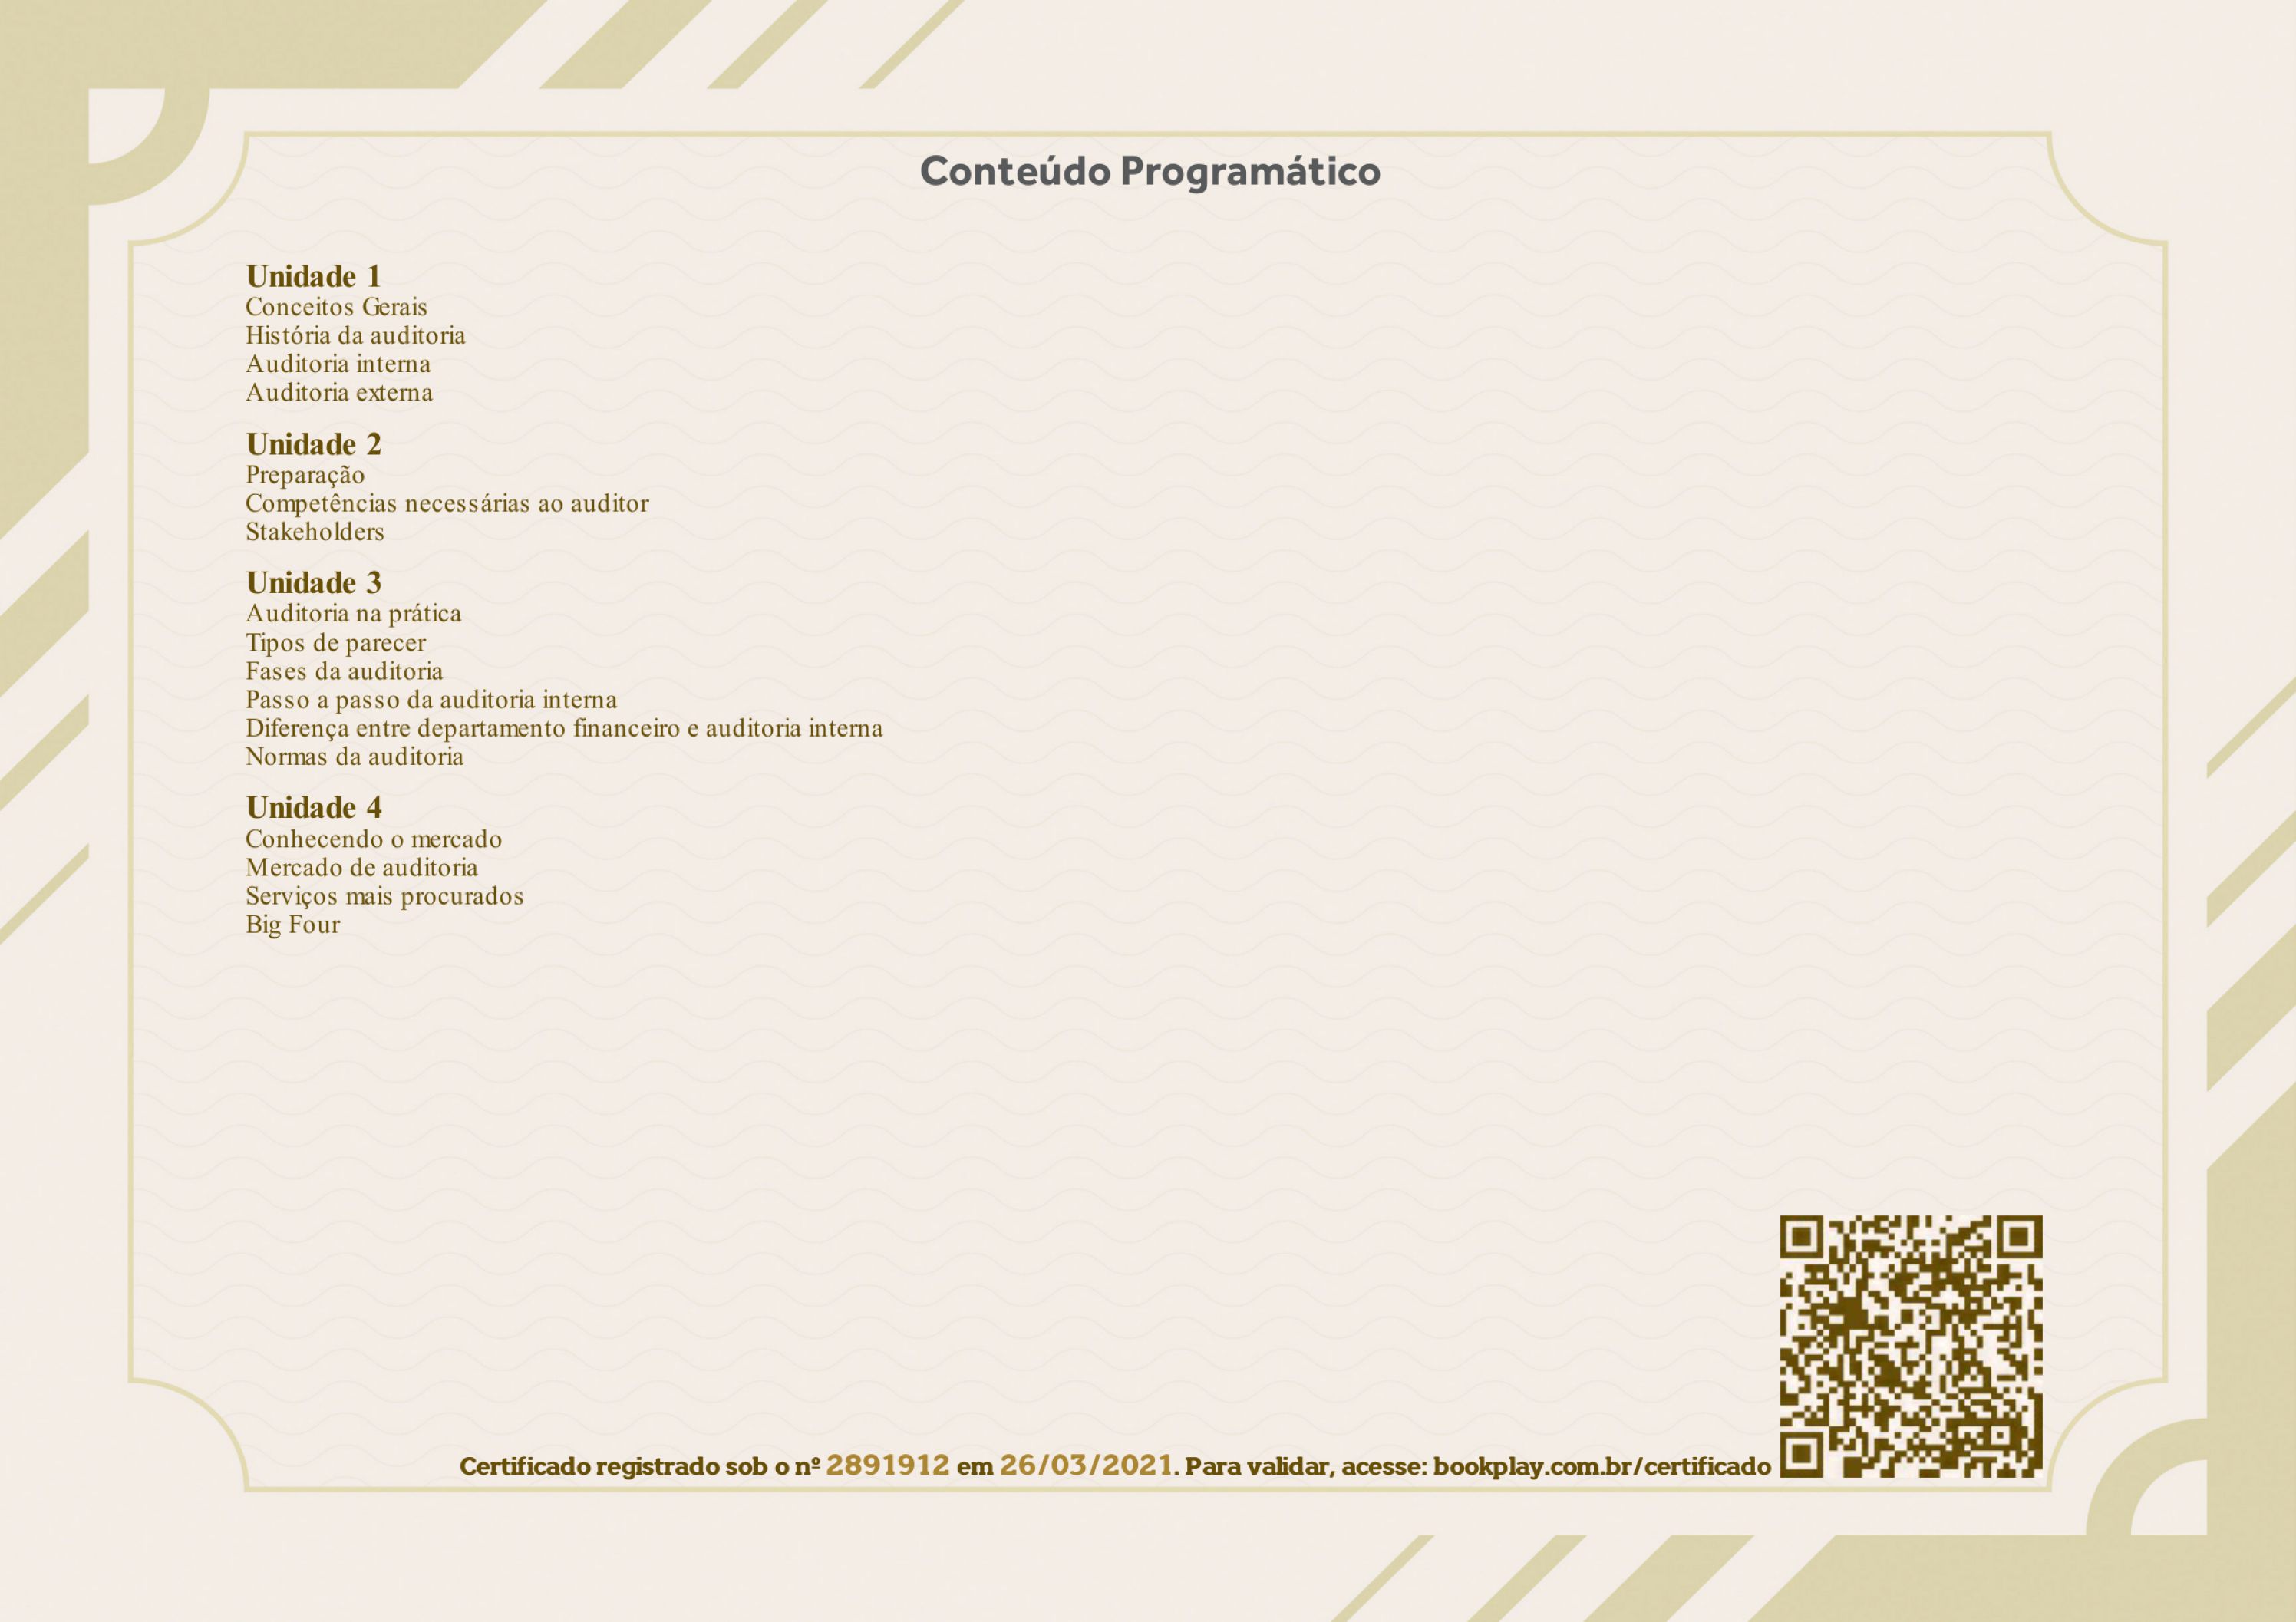 Conteúdo Programático
Unidade 1
Conceitos Gerais
História da auditoria
Auditoria interna
Auditoria externa
Unidade 2
Preparação
Competências necessárias ao auditor
Stakeholders
Unidade 3
Auditoria na prática
Tipos de parecer
Fases da auditoria
Passo a passo da auditoria interna
Diferença entre departamento financeiro e auditoria interna
Normas da auditoria
Unidade 4
Conhecendo o mercado
Mercado de auditoria
Serviços mais procurados
Big Four
Certificado registrado sob o nº 2891912 em 26/03/2021. Para validar, acesse: bookplay.com.br/certificado